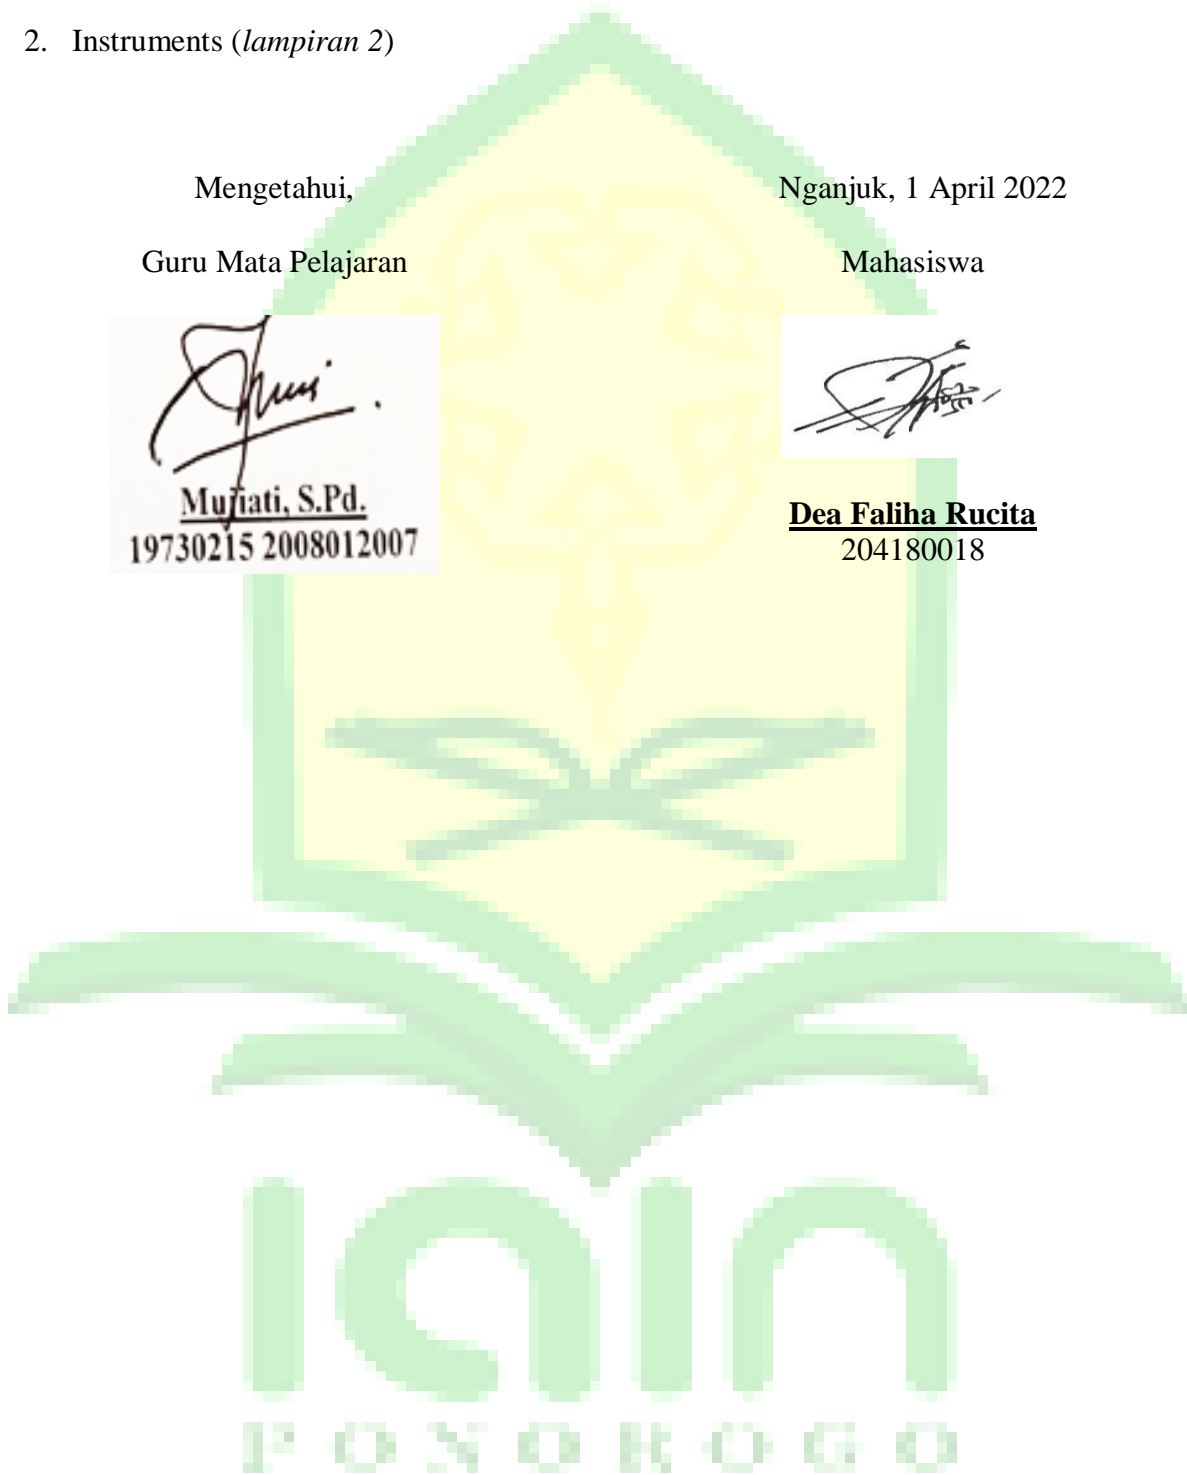 2. Instruments (lampiran 2)
Mengetahui,
Nganjuk, 1 April 2022
Guru Mata Pelajaran
Mahasiswa
Mujiati, S.Pd.
19730215 2008012007
Dea Faliha Rucita
204180018
iain
PONOROGO